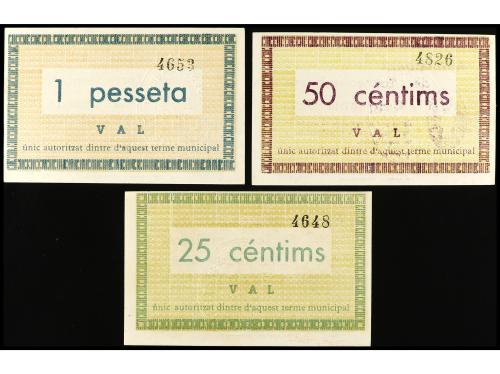 4653
1 pesseta
VAL
únic autoritzat dintre d'aquest terme municipal
4826
50 céntims
VAL
únic autoritzat dintre d'aquest terme municipal
4648
25 céntims
VAL
únic autoritzat dintre d'aquest terme municipal